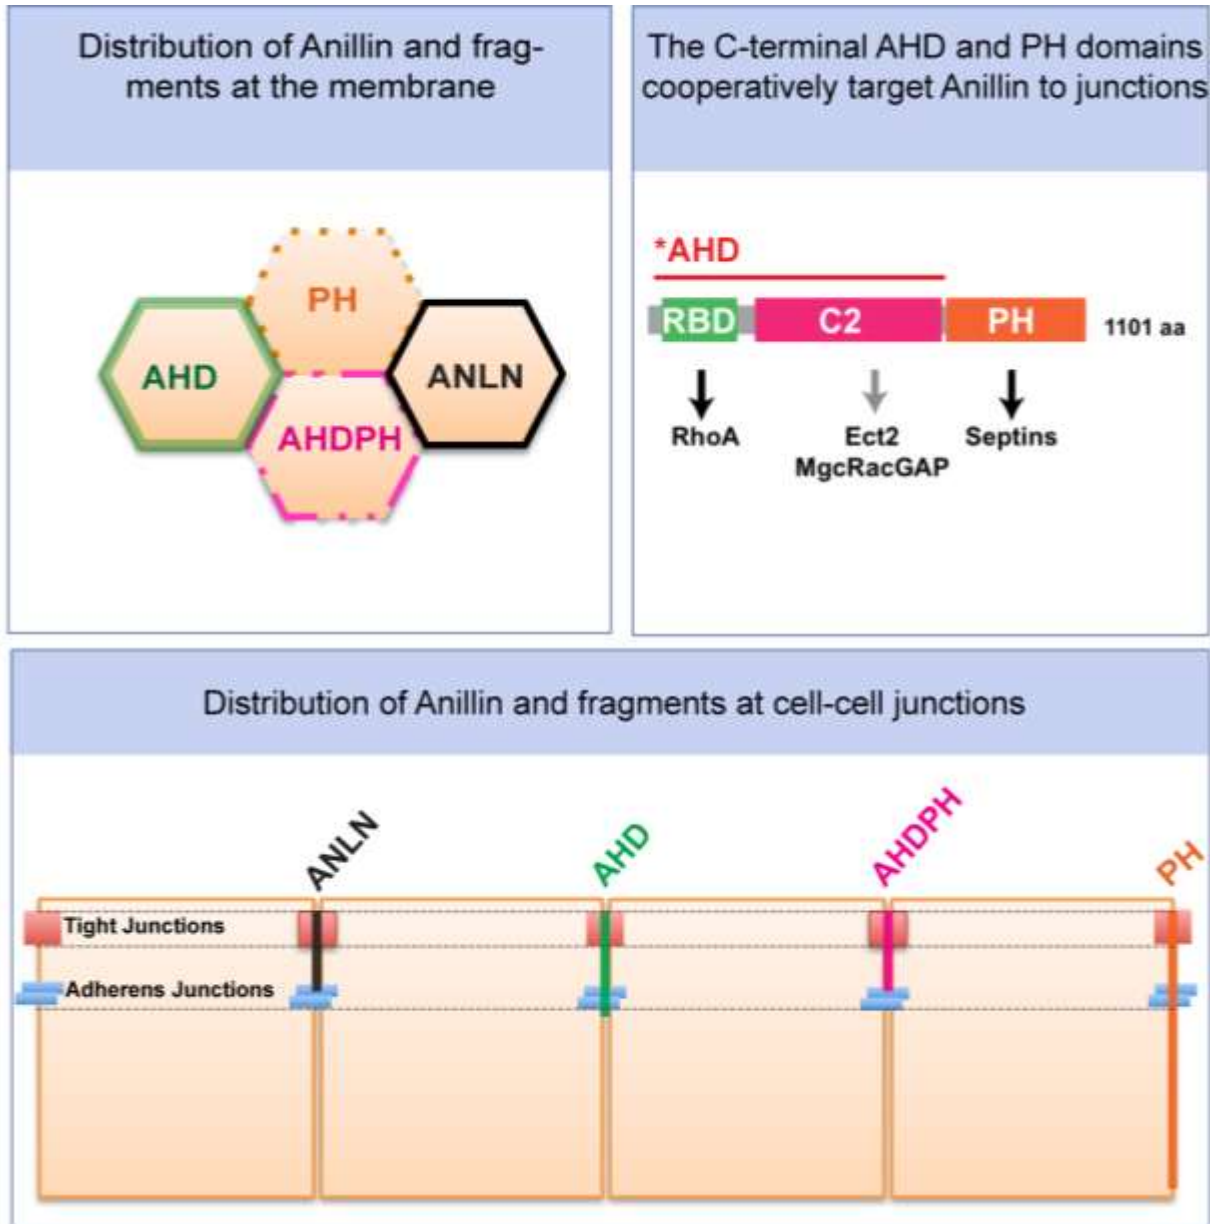 Distribution of Anillin and frag-
ments at the membrane
PH
AHD
ANLN
AHDPH
The C-terminal AHD and PH domains
cooperatively target Anillin to junctions
*AHD
RBD C2 PH 1101 aa
RhoA Ect2 Septins
MgcRacGAP
Distribution of Anillin and fragments at cell-cell junctions
ANLN AHD AHDPH PH
Tight Junctions
Adherens Junctions